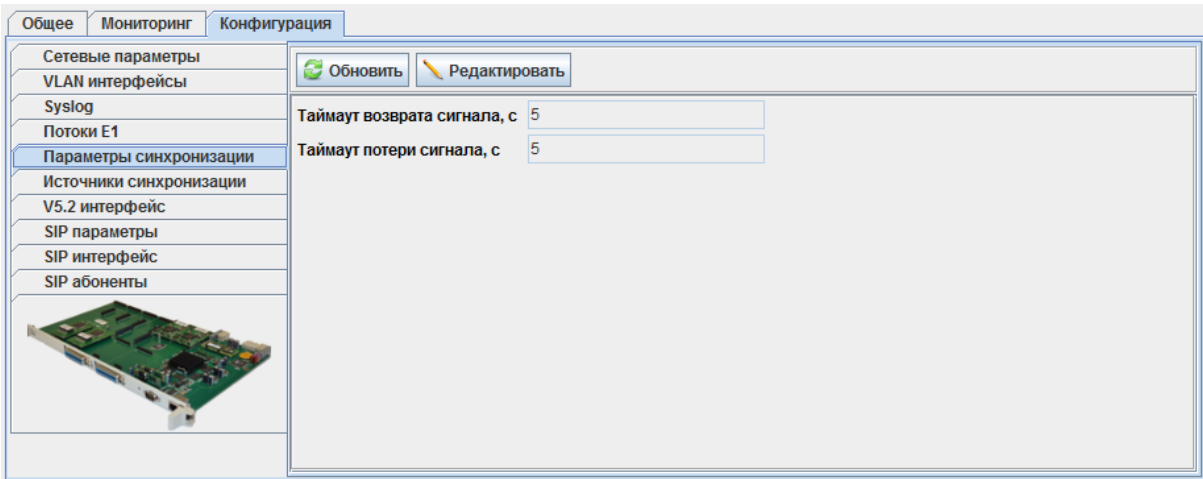 Общее Мониторинг Конфигурация
Сетевые параметры
VLAN интерфейсы
Syslog
Потоки E1
Параметры синхронизации
Источники синхронизации
V5.2 интерфейс
SIP параметры
SIP интерфейс
SIP абоненты
Обновить Редактировать
Таймаут возврата сигнала, с 5
Таймаут потери сигнала, с 5